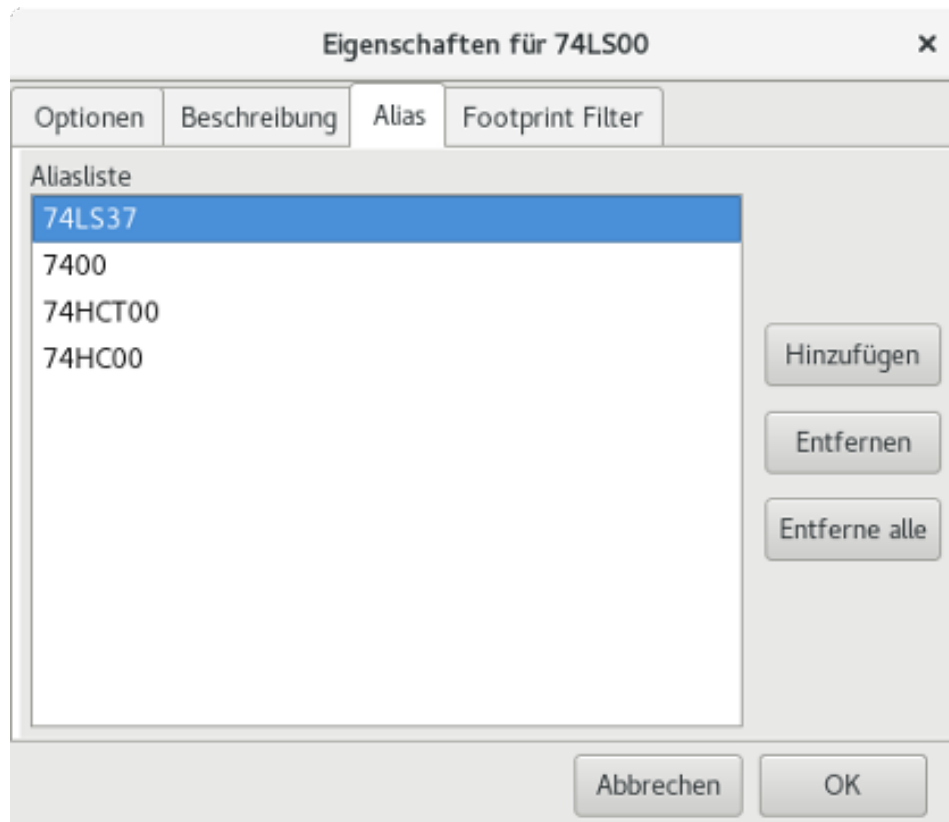 Eigenschaften für 74LS00
Optionen Beschreibung Alias Footprint Filter
Aliasliste
74LS37
7400
74HCT00
74HC00
Hinzufügen
Entfernen
Entferne alle
Abbrechen OK